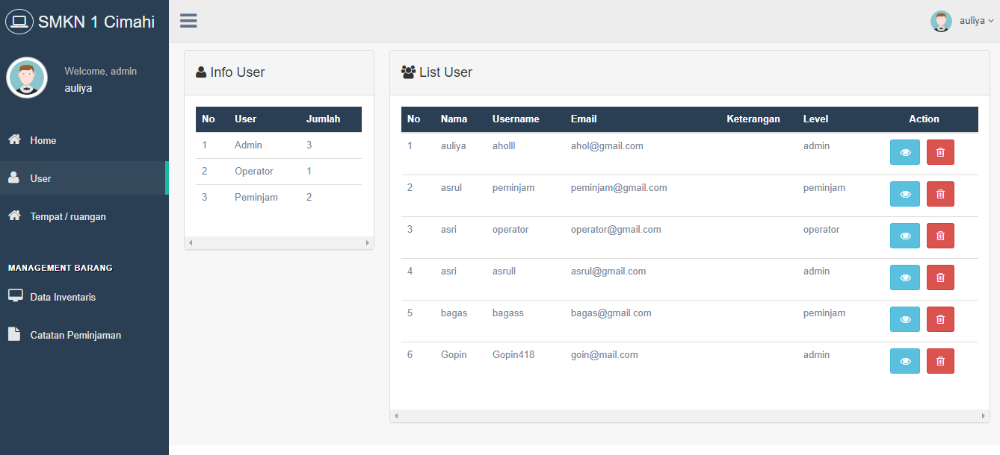 SMKN 1 Cimahi
auliya
Welcome, admin
auliya
Home
User
Tempat / ruangan
MANAGEMENT BARANG
Data Inventaris
Catatan Peminjaman
Info User
No User Jumlah
1 Admin 3
2 Operator 1
3 Peminjam 2
List User
No Nama Username Email Keterangan Level Action
1 auliya aholll ahol@gmail.com admin
2 asrul peminjam peminjam@gmail.com peminjam
3 asri operator operator@gmail.com operator
4 asri asrull asrul@gmail.com admin
5 bagas bagass bagas@gmail.com peminjam
6 Gopin Gopin418 goin@mail.com admin